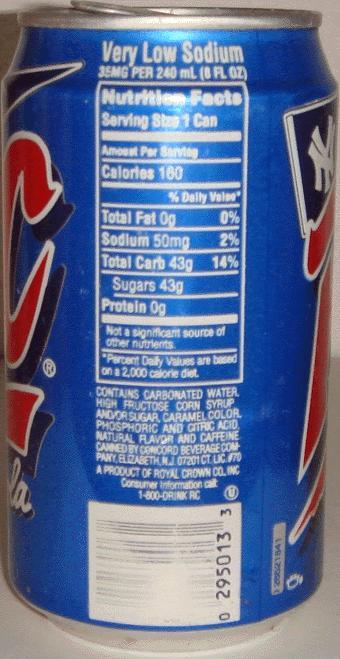 Very Low Sodium
35MG PER 240 mL (8 FL OZ)
Nutrition Facts
Serving Size 1 Can
Amount Per Serving
Calories 160
% Daily Value*
Total Fat 0g 0%
Sodium 50mg 2%
Total Carb 43g 14%
Sugars 43g
Protein 0g
Not a significant source of
other nutrients.
*Percent Daily Values are based
on a 2,000 calorie diet.
CONTAINS CARBONATED WATER,
HIGH FRUCTOSE CORN SYRUP
AND/OR SUGAR, CARAMEL COLOR,
PHOSPHORIC AND CITRIC ACID,
NATURAL FLAVOR AND CAFFEINE
CANNED BY CONCORD BEVERAGE COM-
PANY, ELIZABETH, N.J. 07201 CT. LIC. #70
A PRODUCT OF ROYAL CROWN CO., INC
Consumer Information call:
1-800-DRINK RC
U
0 295013 3
C
®
la
NY